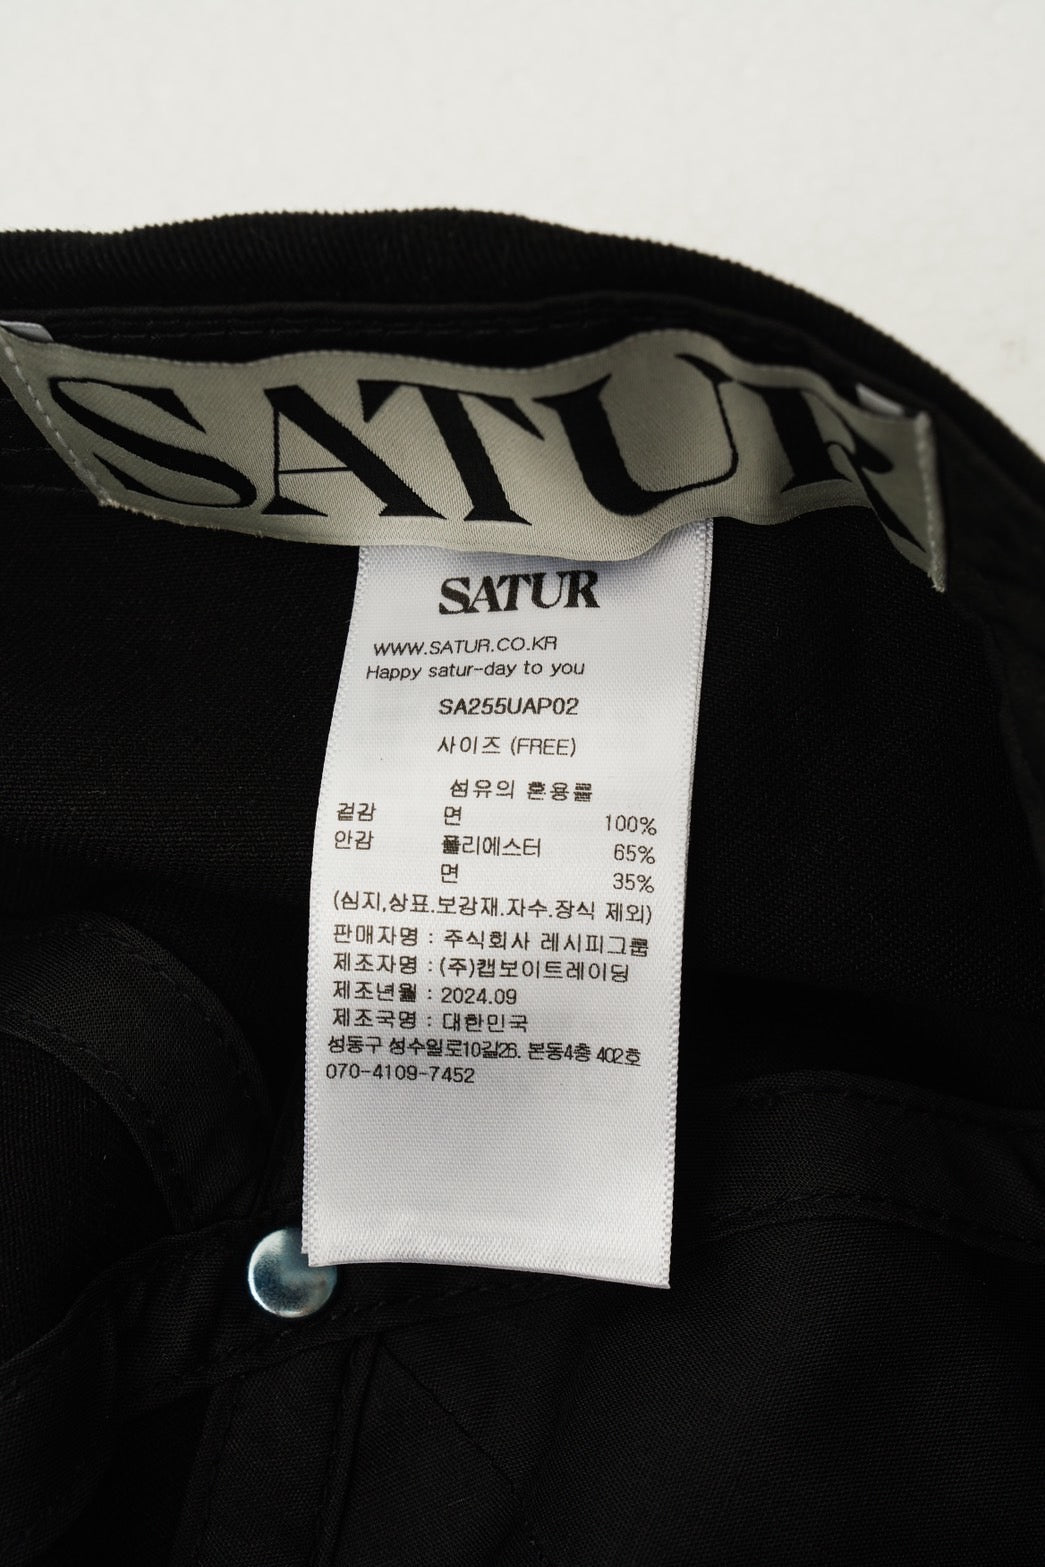 SATUR
SATUR
WWW.SATUR.CO.KR
Happy satur-day to you
SA255UAP02
사이즈 (FREE)
섬유의 혼용률
겉감 면 100%
안감 폴리에스터 65%
면 35%
(심지,상표.보강재.자수.장식 제외)
판매자명 : 주식회사 레시피그룹
제조자명 : (주)캡보이트레이딩
제조년월 : 2024.09
제조국명 : 대한민국
성동구 성수일로10길26. 본동4층 402호
070-4109-7452